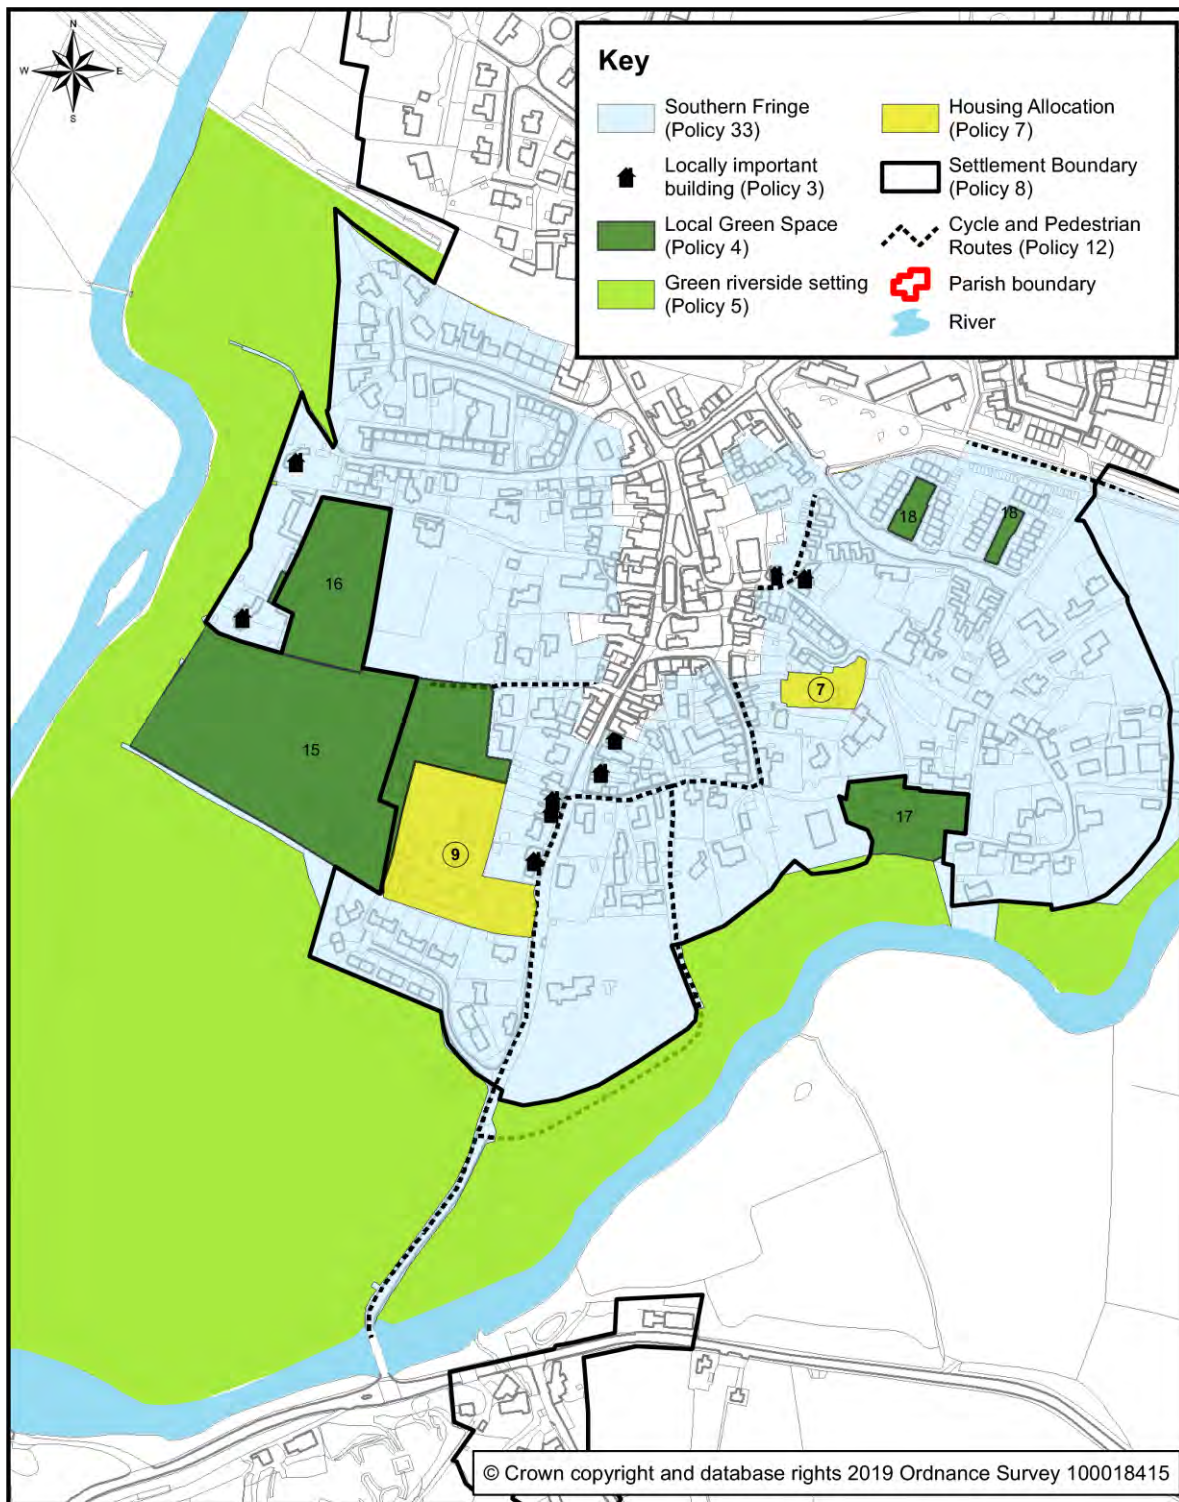 N
W
E
S
Key
Southern Fringe
(Policy 33)
Locally important
building (Policy 3)
Local Green Space
(Policy 4)
Green riverside setting
(Policy 5)
Housing Allocation
(Policy 7)
Settlement Boundary
(Policy 8)
Cycle and Pedestrian
Routes (Policy 12)
Parish boundary
River
18
18
16
7
15
17
9
© Crown copyright and database rights 2019 Ordnance Survey 100018415